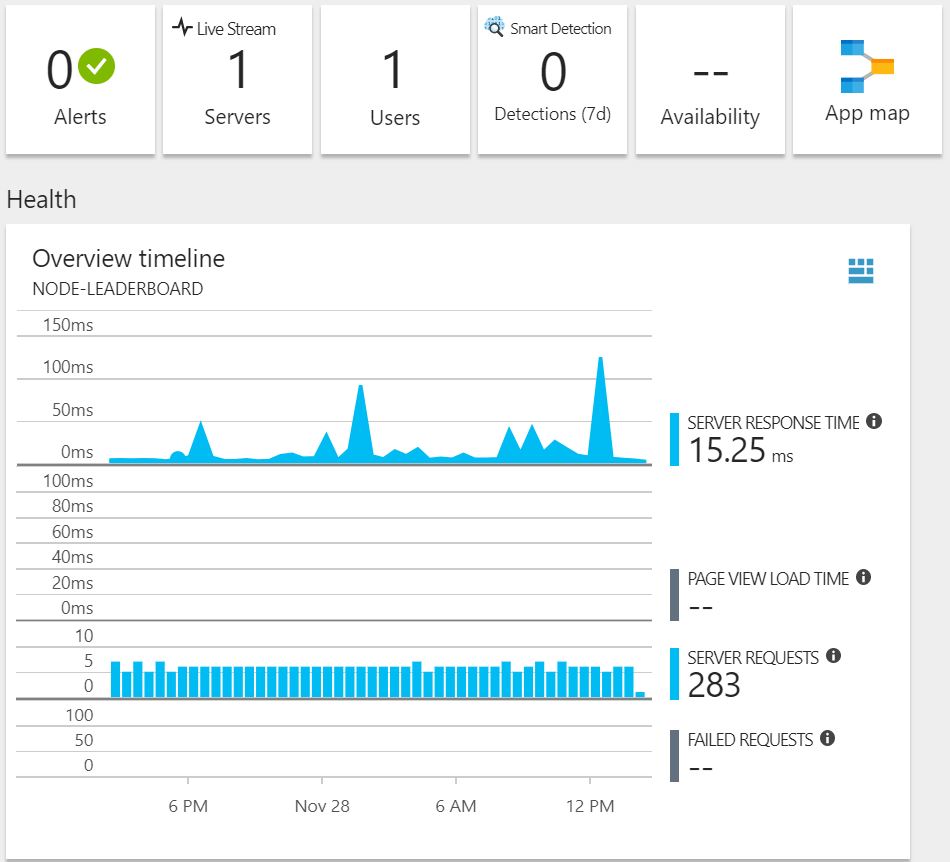 Live Stream
Smart Detection
0
1
1
0
--
Alerts
Servers
Users
Detections (7d)
Availability
App map
Health
Overview timeline
NODE-LEADERBOARD
150ms
100ms
50ms
0ms
SERVER RESPONSE TIME
15.25 ms
100ms
80ms
60ms
40ms
20ms
0ms
PAGE VIEW LOAD TIME
--
10
5
0
SERVER REQUESTS
283
100
50
0
FAILED REQUESTS
--
6 PM
Nov 28
6 AM
12 PM